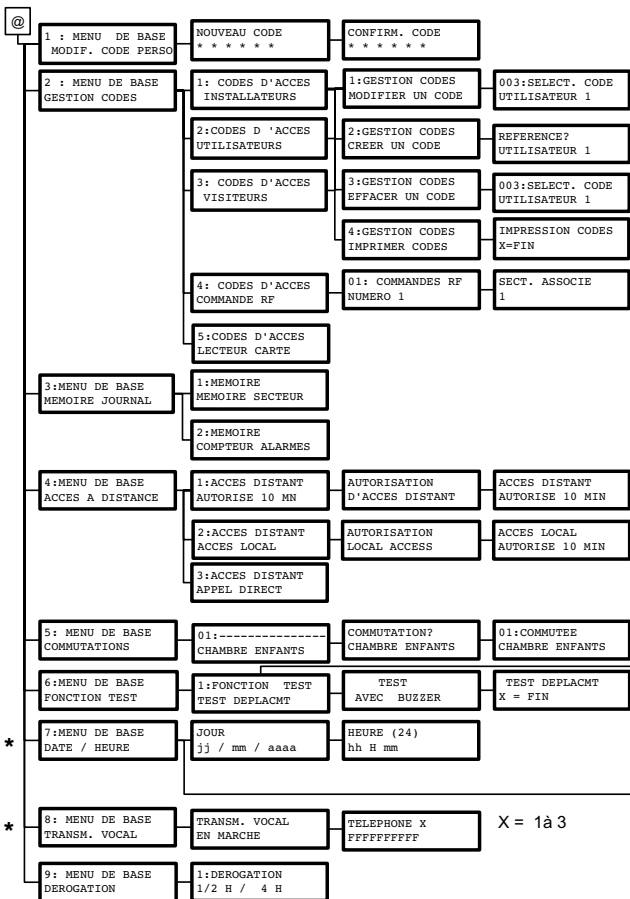 @
1 : MENU DE BASE
MODIF. CODE PERSO
NOUVEAU CODE
* * * * * *
CONFIRM. CODE
* * * * * *
2 : MENU DE BASE
GESTION CODES
1: CODES D'ACCES
INSTALLATEURS
1:GESTION CODES
MODIFIER UN CODE
003:SELECT. CODE
UTILISATEUR 1
2:CODES D 'ACCES
UTILISATEURS
2:GESTION CODES
CREER UN CODE
REFERENCE?
UTILISATEUR 1
3: CODES D'ACCES
VISITEURS
3:GESTION CODES
EFFACER UN CODE
003:SELECT. CODE
UTILISATEUR 1
4:GESTION CODES
IMPRIMER CODES
IMPRESSION CODES
X=FIN
4: CODES D'ACCES
COMMANDE RF
01: COMMANDES RF
NUMERO 1
SECT. ASSOCIE
1
5:CODES D'ACCES
LECTEUR CARTE
3:MENU DE BASE
MEMOIRE JOURNAL
1:MEMOIRE
MEMOIRE SECTEUR
2:MEMOIRE
COMPTEUR ALARMES
4:MENU DE BASE
ACCES A DISTANCE
1:ACCES DISTANT
AUTORISE 10 MN
AUTORISATION
D'ACCES DISTANT
ACCES DISTANT
AUTORISE 10 MIN
2:ACCES DISTANT
ACCES LOCAL
AUTORISATION
LOCAL ACCESS
ACCES LOCAL
AUTORISE 10 MIN
3:ACCES DISTANT
APPEL DIRECT
5: MENU DE BASE
COMMUTATIONS
01:---------------
CHAMBRE ENFANTS
COMMUTATION?
CHAMBRE ENFANTS
01:COMMUTEE
CHAMBRE ENFANTS
6:MENU DE BASE
FONCTION TEST
1:FONCTION TEST
TEST DEPLACMT
TEST
AVEC BUZZER
TEST DEPLACMT
X = FIN
*
7:MENU DE BASE
DATE / HEURE
JOUR
jj / mm / aaaa
HEURE (24)
hh H mm
*
8: MENU DE BASE
TRANSM. VOCAL
TRANSM. VOCAL
EN MARCHE
TELEPHONE X
FFFFFFFFFF
X = 1à 3
9: MENU DE BASE
DEROGATION
1:DEROGATION
1/2 H / 4 H